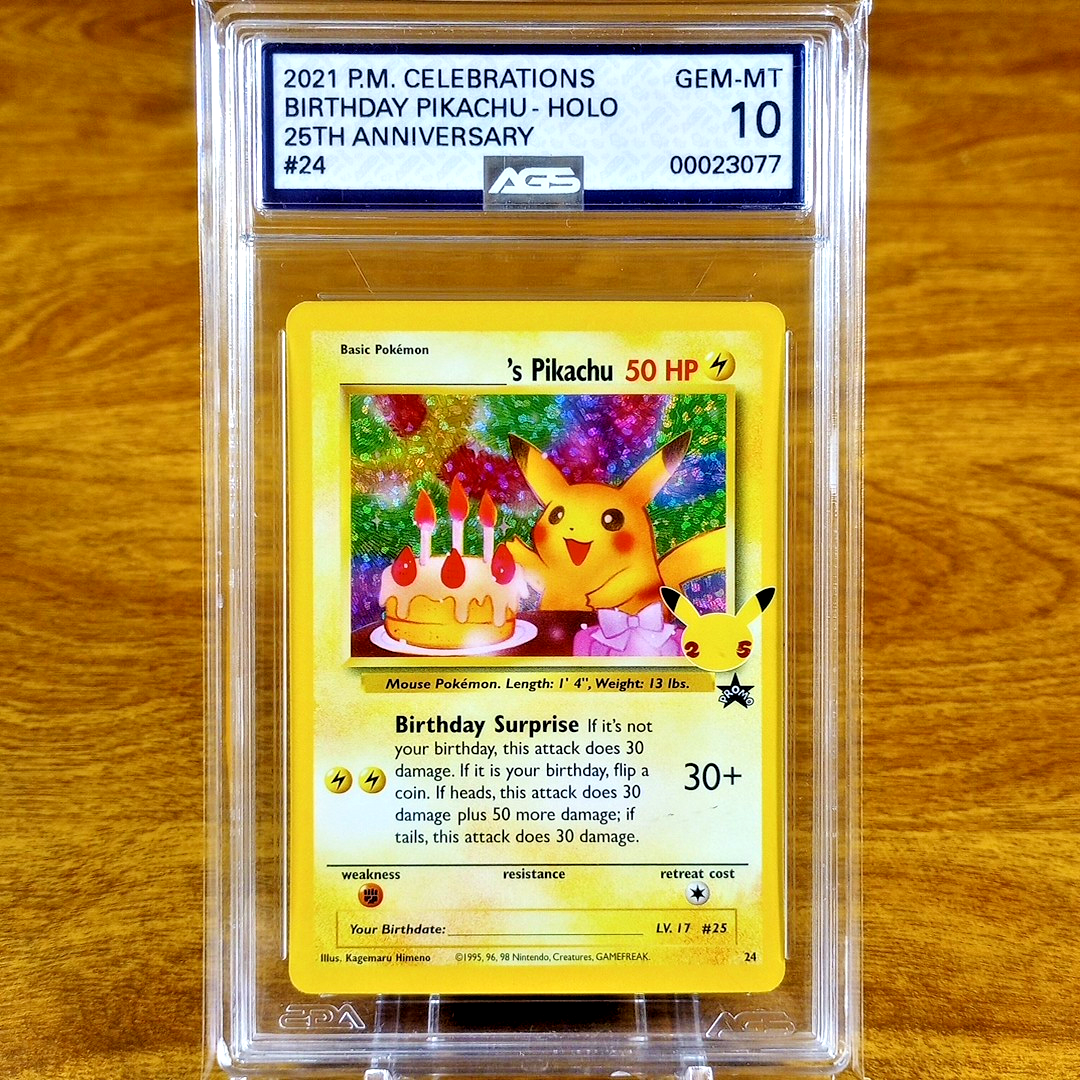 2021 P.M. CELEBRATIONS GEM-MT
BIRTHDAY PIKACHU - HOLO 10
25TH ANNIVERSARY
#24 AGS 00023077
Basic Pokémon
____________'s Pikachu 50 HP
25
Mouse Pokémon. Length: 1' 4", Weight: 13 lbs.
PROMO
Birthday Surprise If it's not
your birthday, this attack does 30
damage. If it is your birthday, flip a 30+
coin. If heads, this attack does 30
damage plus 50 more damage; if
tails, this attack does 30 damage.
weakness resistance retreat cost
Your Birthdate:____________ LV. 17 #25
Illus. Kagemaru Himeno ©1995, 96, 98 Nintendo, Creatures, GAMEFREAK. 24
AGS